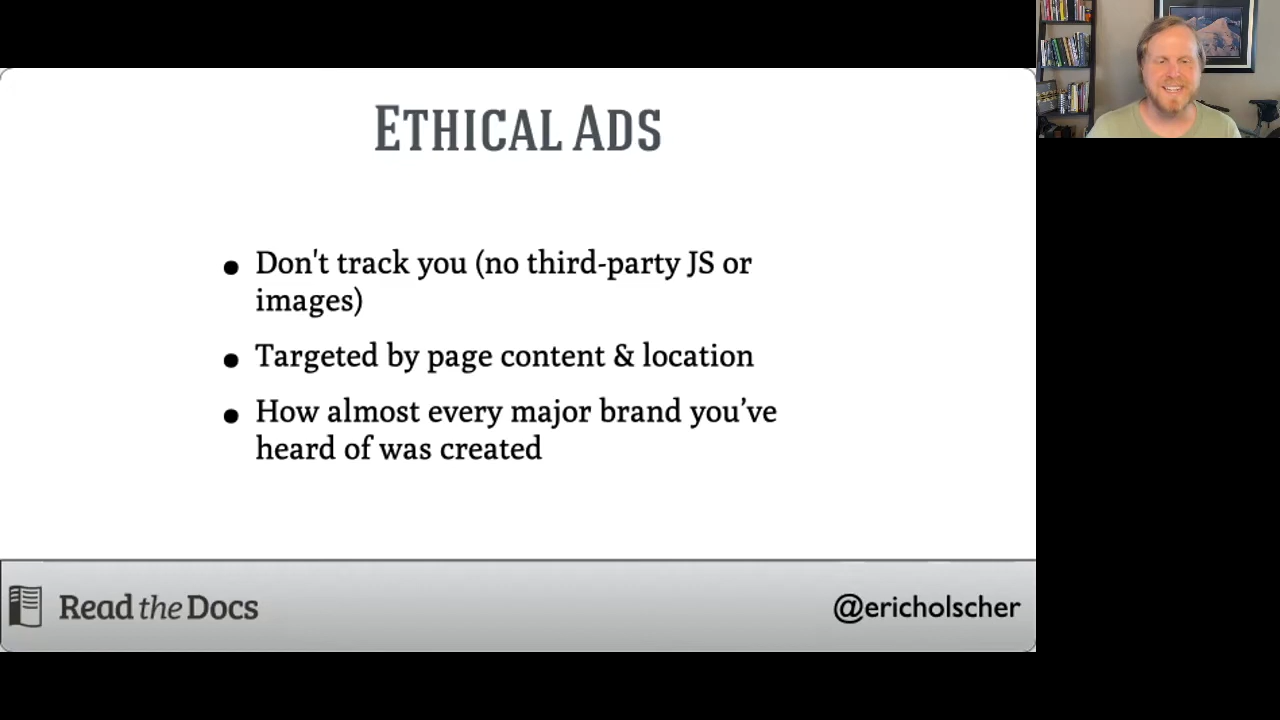 ETHICAL ADS
• Don't track you (no third-party JS or
images)
• Targeted by page content & location
• How almost every major brand you’ve
heard of was created
Read the Docs
@ericholscher